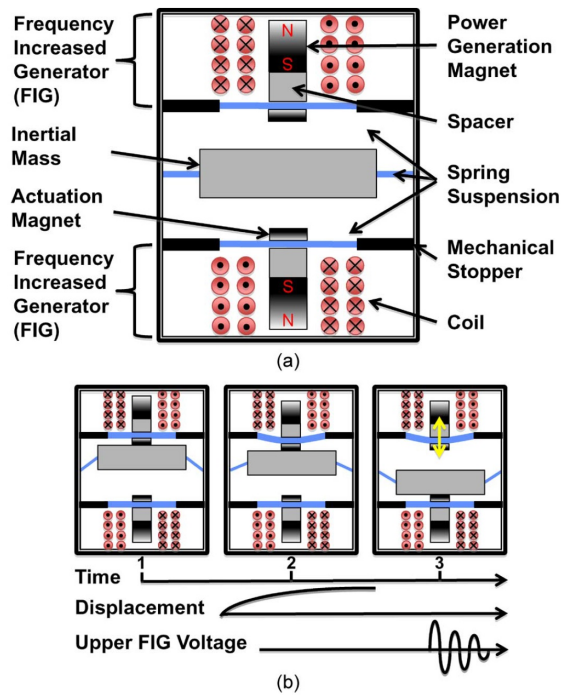 Frequency
Increased
Generator
(FIG)
N
S
Power
Generation
Magnet
Spacer
Inertial
Mass
Spring
Suspension
Actuation
Magnet
Mechanical
Stopper
Frequency
Increased
Generator
(FIG)
S
N
Coil
(a)
1
2
3
Time
Displacement
Upper FIG Voltage
(b)